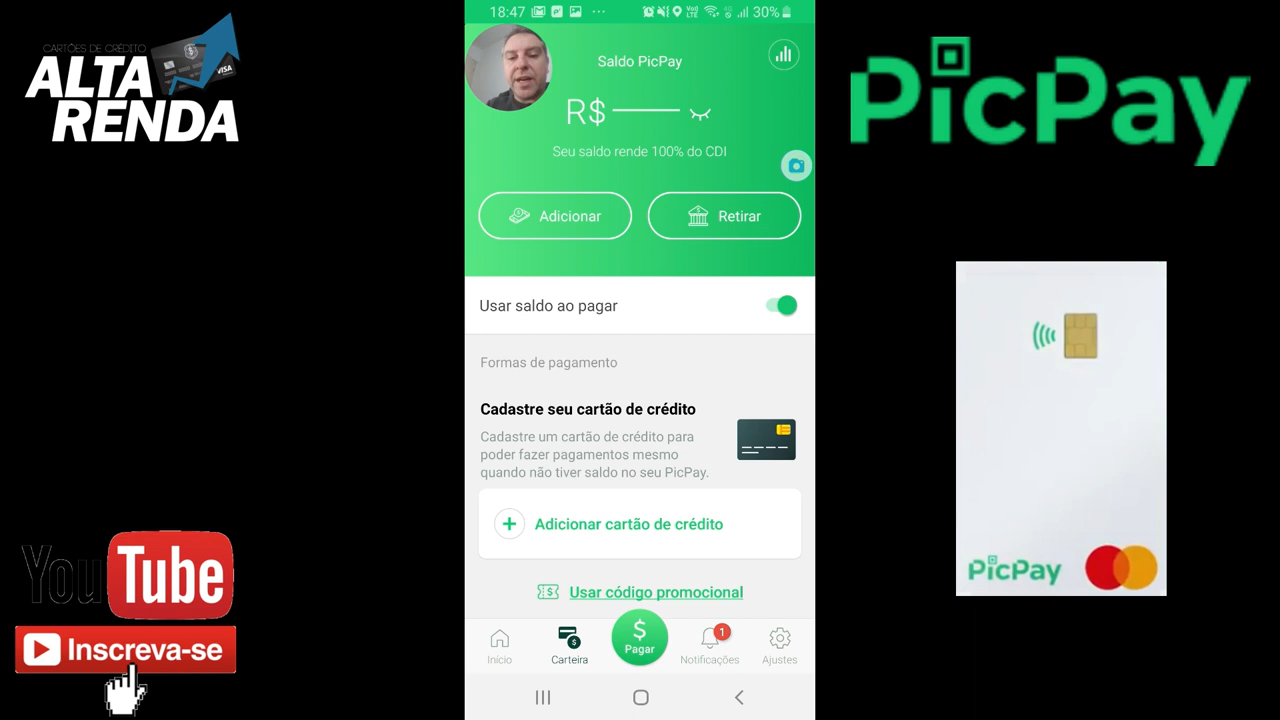 CARTÕES DE CRÉDITO
ALTA
RENDA
VISA
18:47
30%
Saldo PicPay
R$
Seu saldo rende 100% do CDI
Adicionar
Retirar
Usar saldo ao pagar
Formas de pagamento
Cadastre seu cartão de crédito
Cadastre um cartão de crédito para
poder fazer pagamentos mesmo
quando não tiver saldo no seu PicPay.
Adicionar cartão de crédito
Usar código promocional
Início
Carteira
$
Pagar
1
Notificações
Ajustes
PicPay
PicPay
YouTube
Inscreva-se